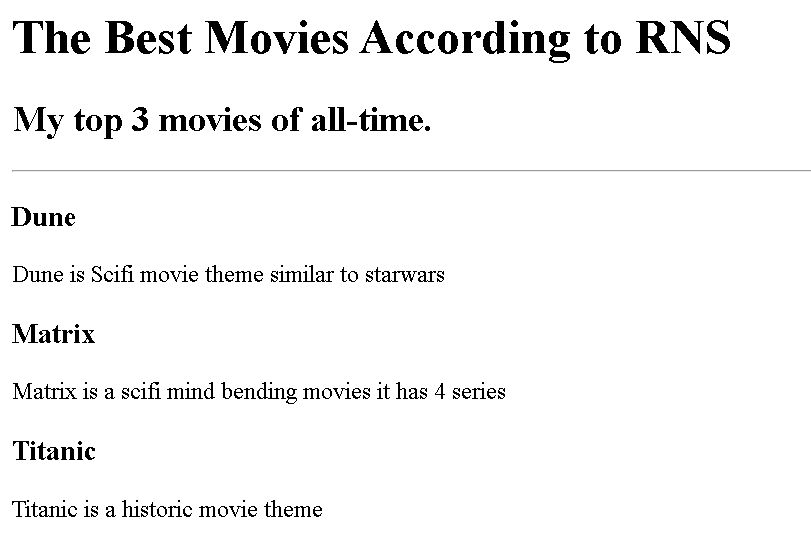 The Best Movies According to RNS
My top 3 movies of all-time.
Dune
Dune is Scifi movie theme similar to starwars
Matrix
Matrix is a scifi mind bending movies it has 4 series
Titanic
Titanic is a historic movie theme